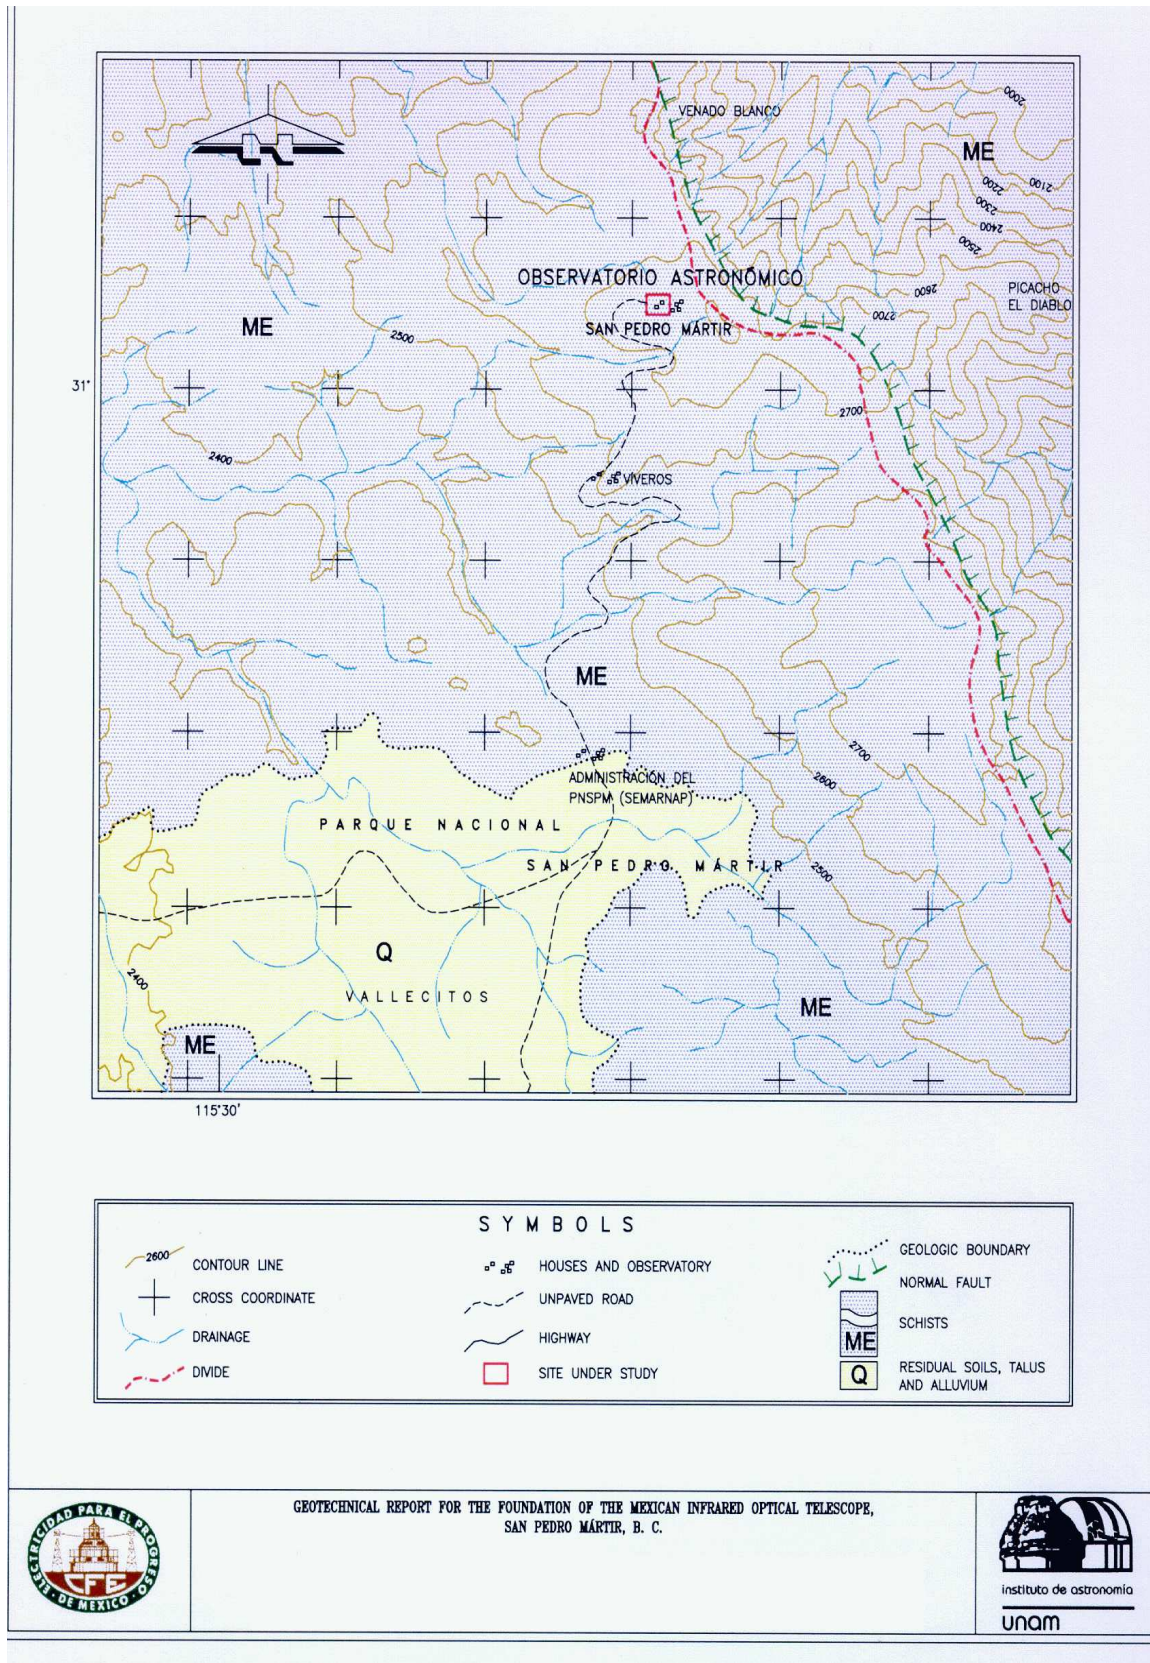 VENADO BLANCO
2000
ME
2100
2200
2300
2400
2500
OBSERVATORIO ASTRONÓMICO
2600
PICACHO
EL DIABLO
2700
SAN PEDRO MÁRTIR
ME
2500
31°
2700
2400
VIVEROS
ME
2700
2600
ADMINISTRACIÓN DEL
PNSPM (SEMARNAP)
PARQUE NACIONAL
SAN PEDRO MÁRTIR
2500
Q
2400
VALLECITOS
ME
ME
115°30'
SYMBOLS
2600
CONTOUR LINE
CROSS COORDINATE
DRAINAGE
DIVIDE
HOUSES AND OBSERVATORY
UNPAVED ROAD
HIGHWAY
SITE UNDER STUDY
GEOLOGIC BOUNDARY
NORMAL FAULT
SCHISTS
ME
Q
RESIDUAL SOILS, TALUS
AND ALLUVIUM
ELECTRICIDAD PARA EL PROGRESO
DE MEXICO
CFE
GEOTECHNICAL REPORT FOR THE FOUNDATION OF THE MEXICAN INFRARED OPTICAL TELESCOPE,
SAN PEDRO MÁRTIR, B. C.
instituto de astronomía
unam